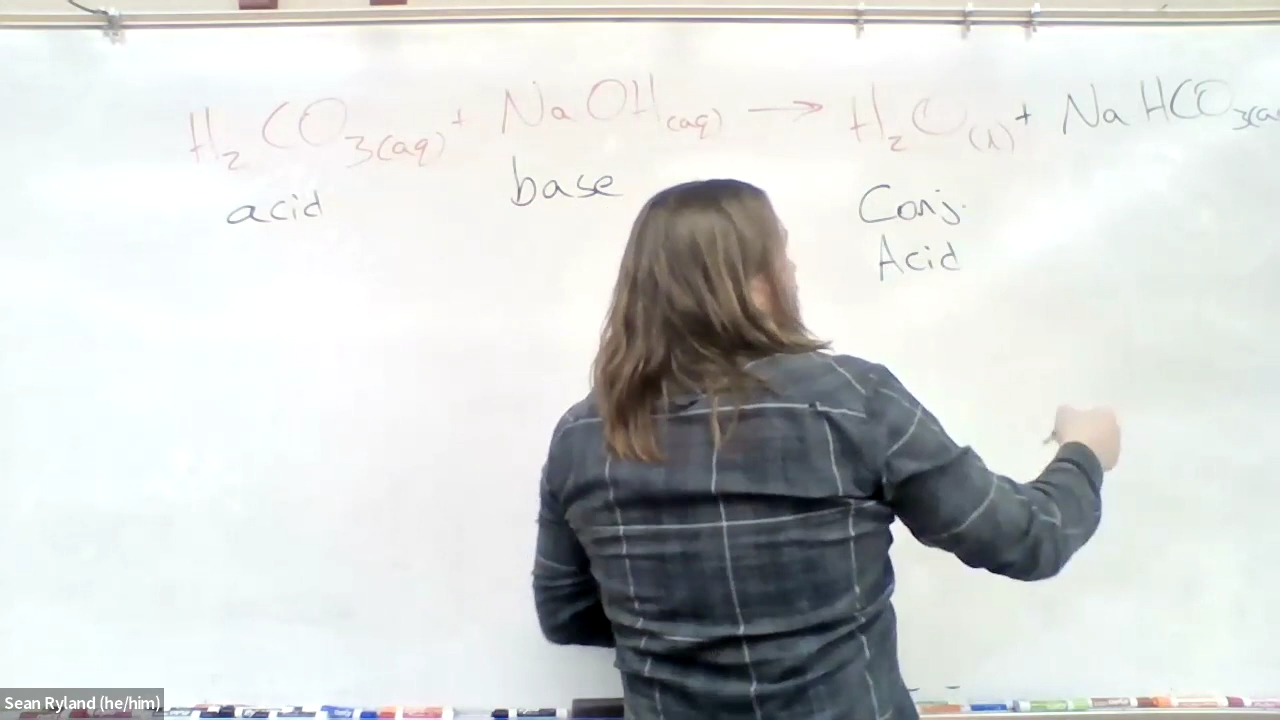 H₂CO₃(aq) + NaOH(aq) → H₂O(l) + NaHCO₃(a
acid base Conj.
Acid
Sean Ryland (he/him)